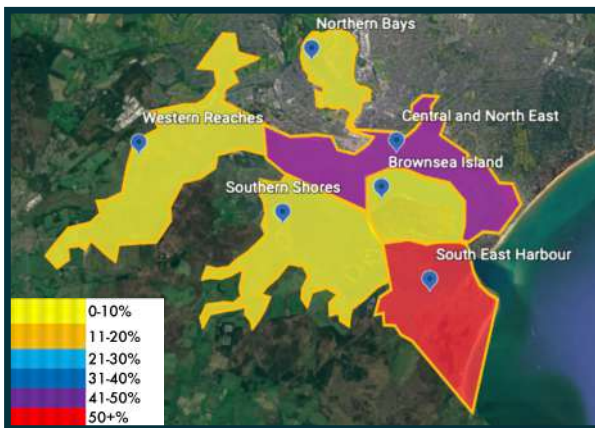 Northern Bays
Western Reaches
Central and North East
Brownsea Island
Southern Shores
South East Harbour
0-10%
11-20%
21-30%
31-40%
41-50%
50+%